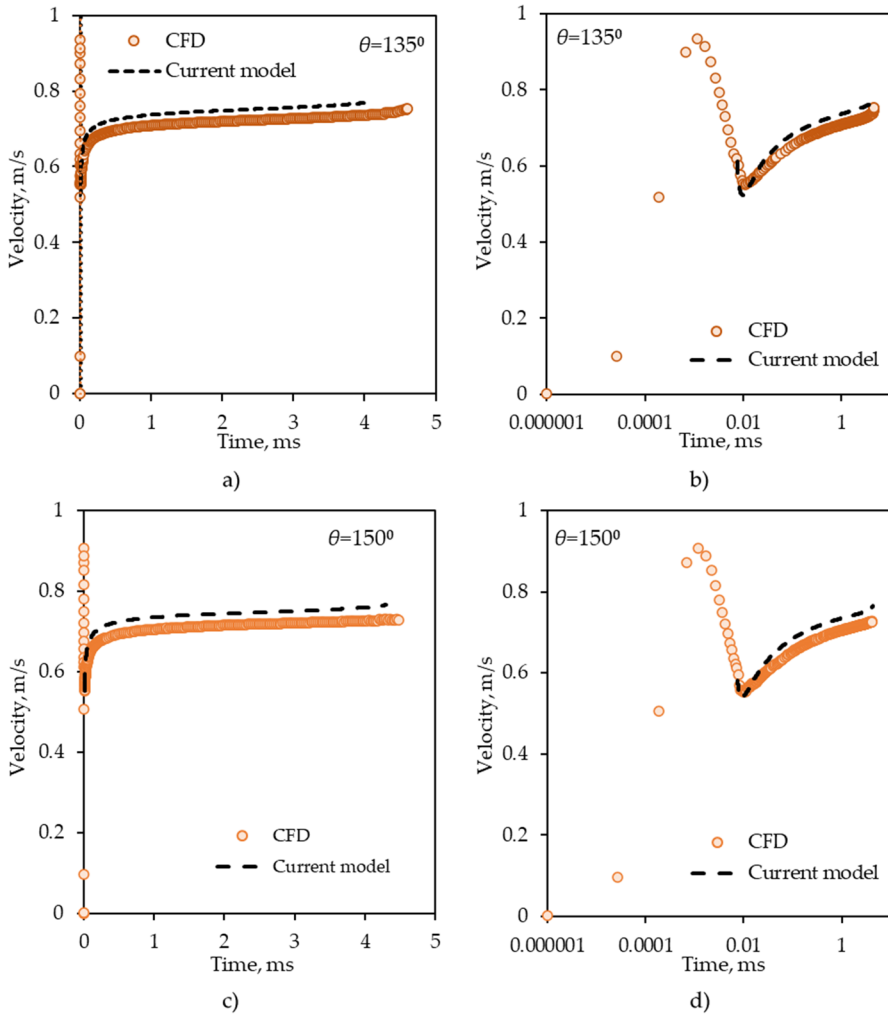 1
CFD
θ=135⁰
Current model
0.8
0.6
0.4
0.2
0
0 1 2 3 4 5
Velocity, m/s
Time, ms
a)
1
θ=135⁰
0.8
0.6
0.4
0.2
0
CFD
Current model
0.000001 0.0001 0.01 1
Velocity, m/s
Time, ms
b)
1
θ=150⁰
0.8
0.6
0.4
0.2
0
CFD
Current model
0 1 2 3 4 5
Velocity, m/s
Time, ms
c)
1
θ=150⁰
0.8
0.6
0.4
0.2
0
CFD
Current model
0.000001 0.0001 0.01 1
Velocity, m/s
Time, ms
d)